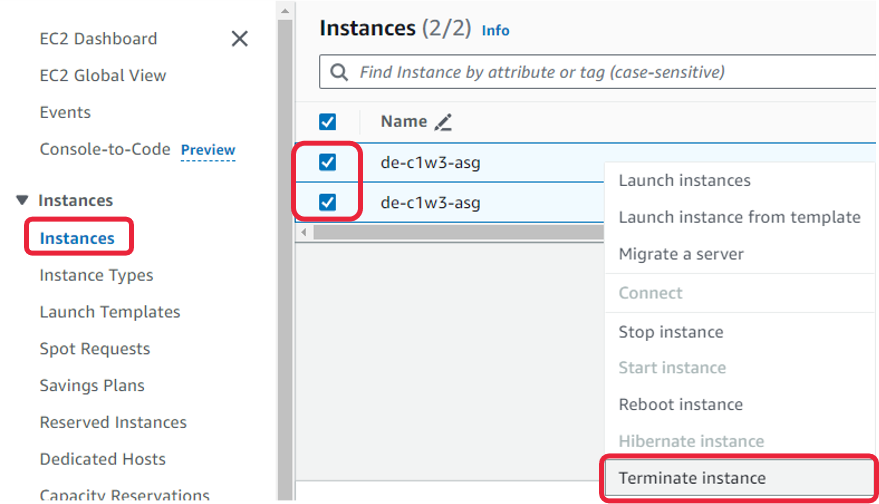 EC2 Dashboard
EC2 Global View
Events
Console-to-Code Preview
Instances
Instances
Instance Types
Launch Templates
Spot Requests
Savings Plans
Reserved Instances
Dedicated Hosts
Capacity Reservations
Instances (2/2) Info
Find Instance by attribute or tag (case-sensitive)
Name
de-c1w3-asg
de-c1w3-asg
Launch instances
Launch instance from template
Migrate a server
Connect
Stop instance
Start instance
Reboot instance
Hibernate instance
Terminate instance